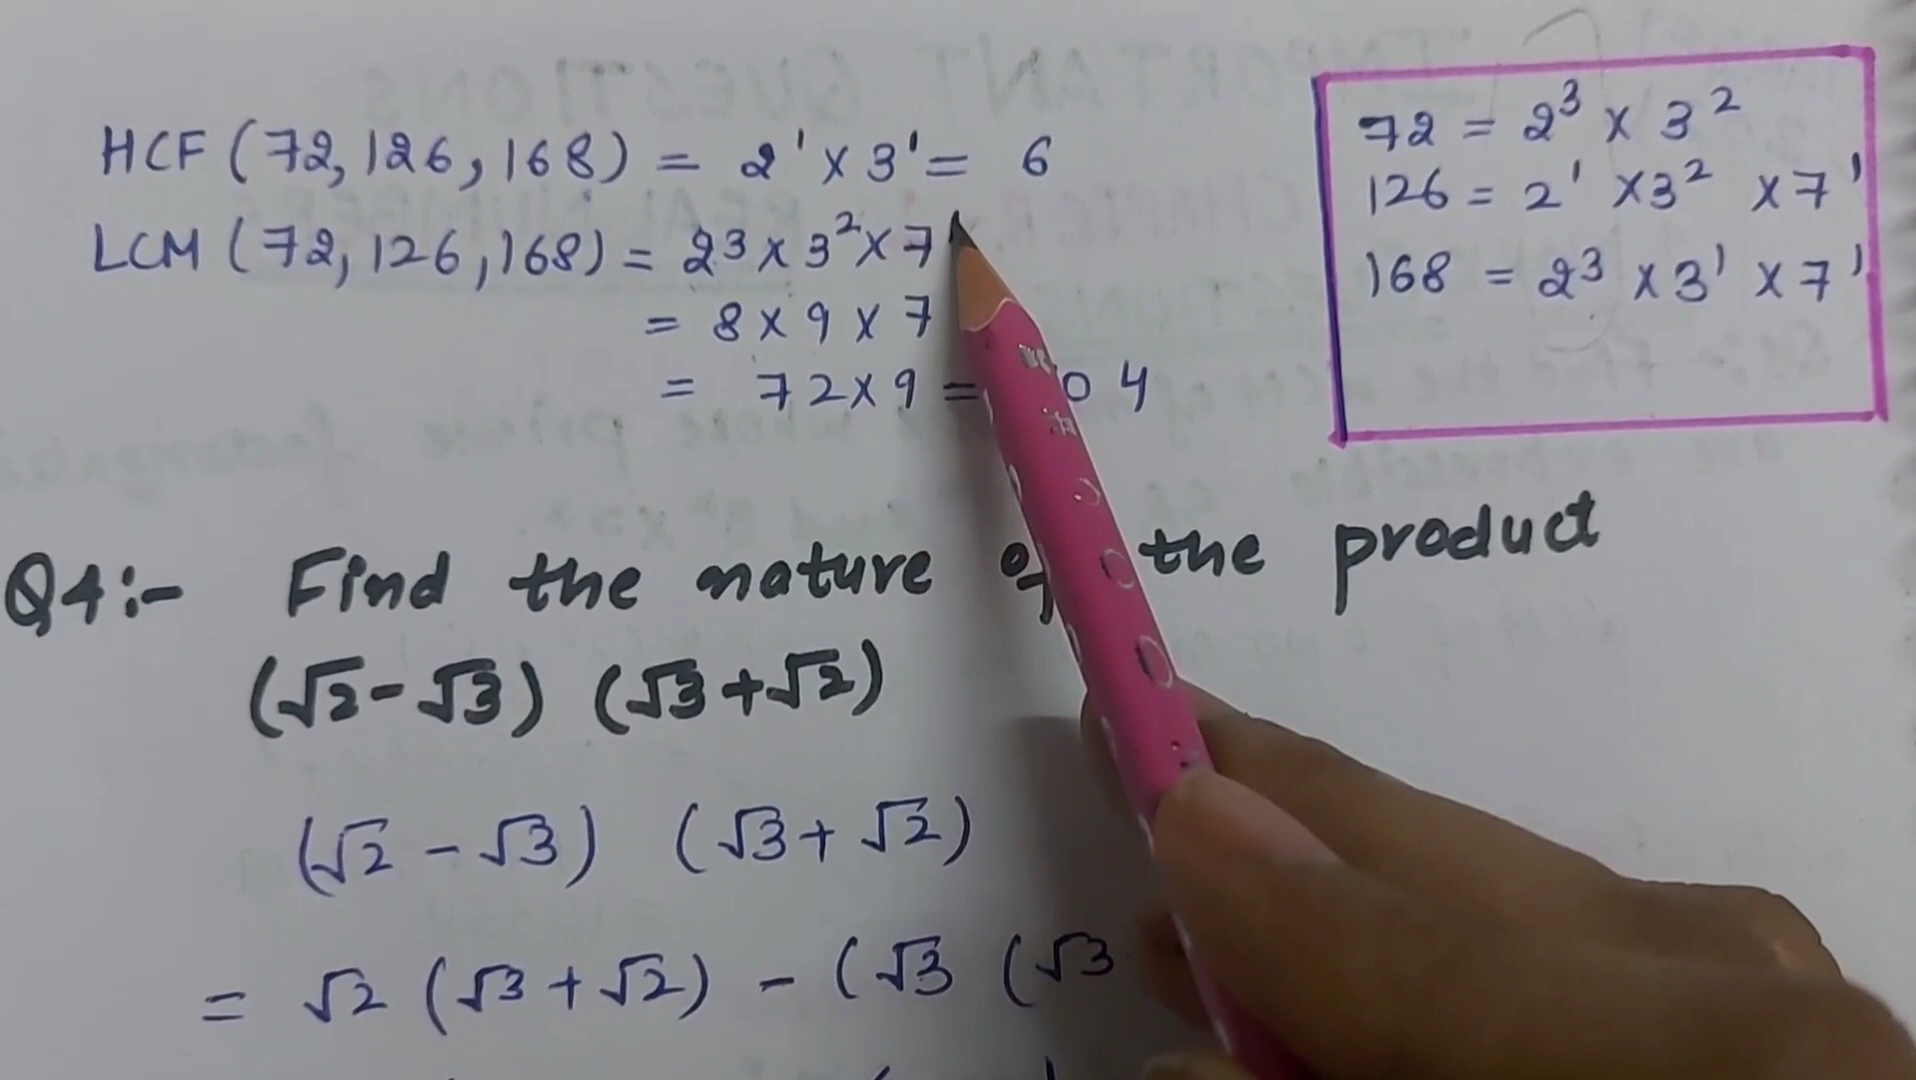 HCF (72, 126, 168) = 2¹ × 3¹ = 6
LCM (72, 126, 168) = 2³ × 3² × 7
= 8 × 9 × 7
= 72 × 9 = 04
72 = 2³ × 3²
126 = 2¹ × 3² × 7¹
168 = 2³ × 3¹ × 7¹
Q4:- Find the nature of the product
(√2-√3) (√3+√2)
(√2 - √3) (√3 + √2)
= √2 (√3 + √2) - (√3 (√3